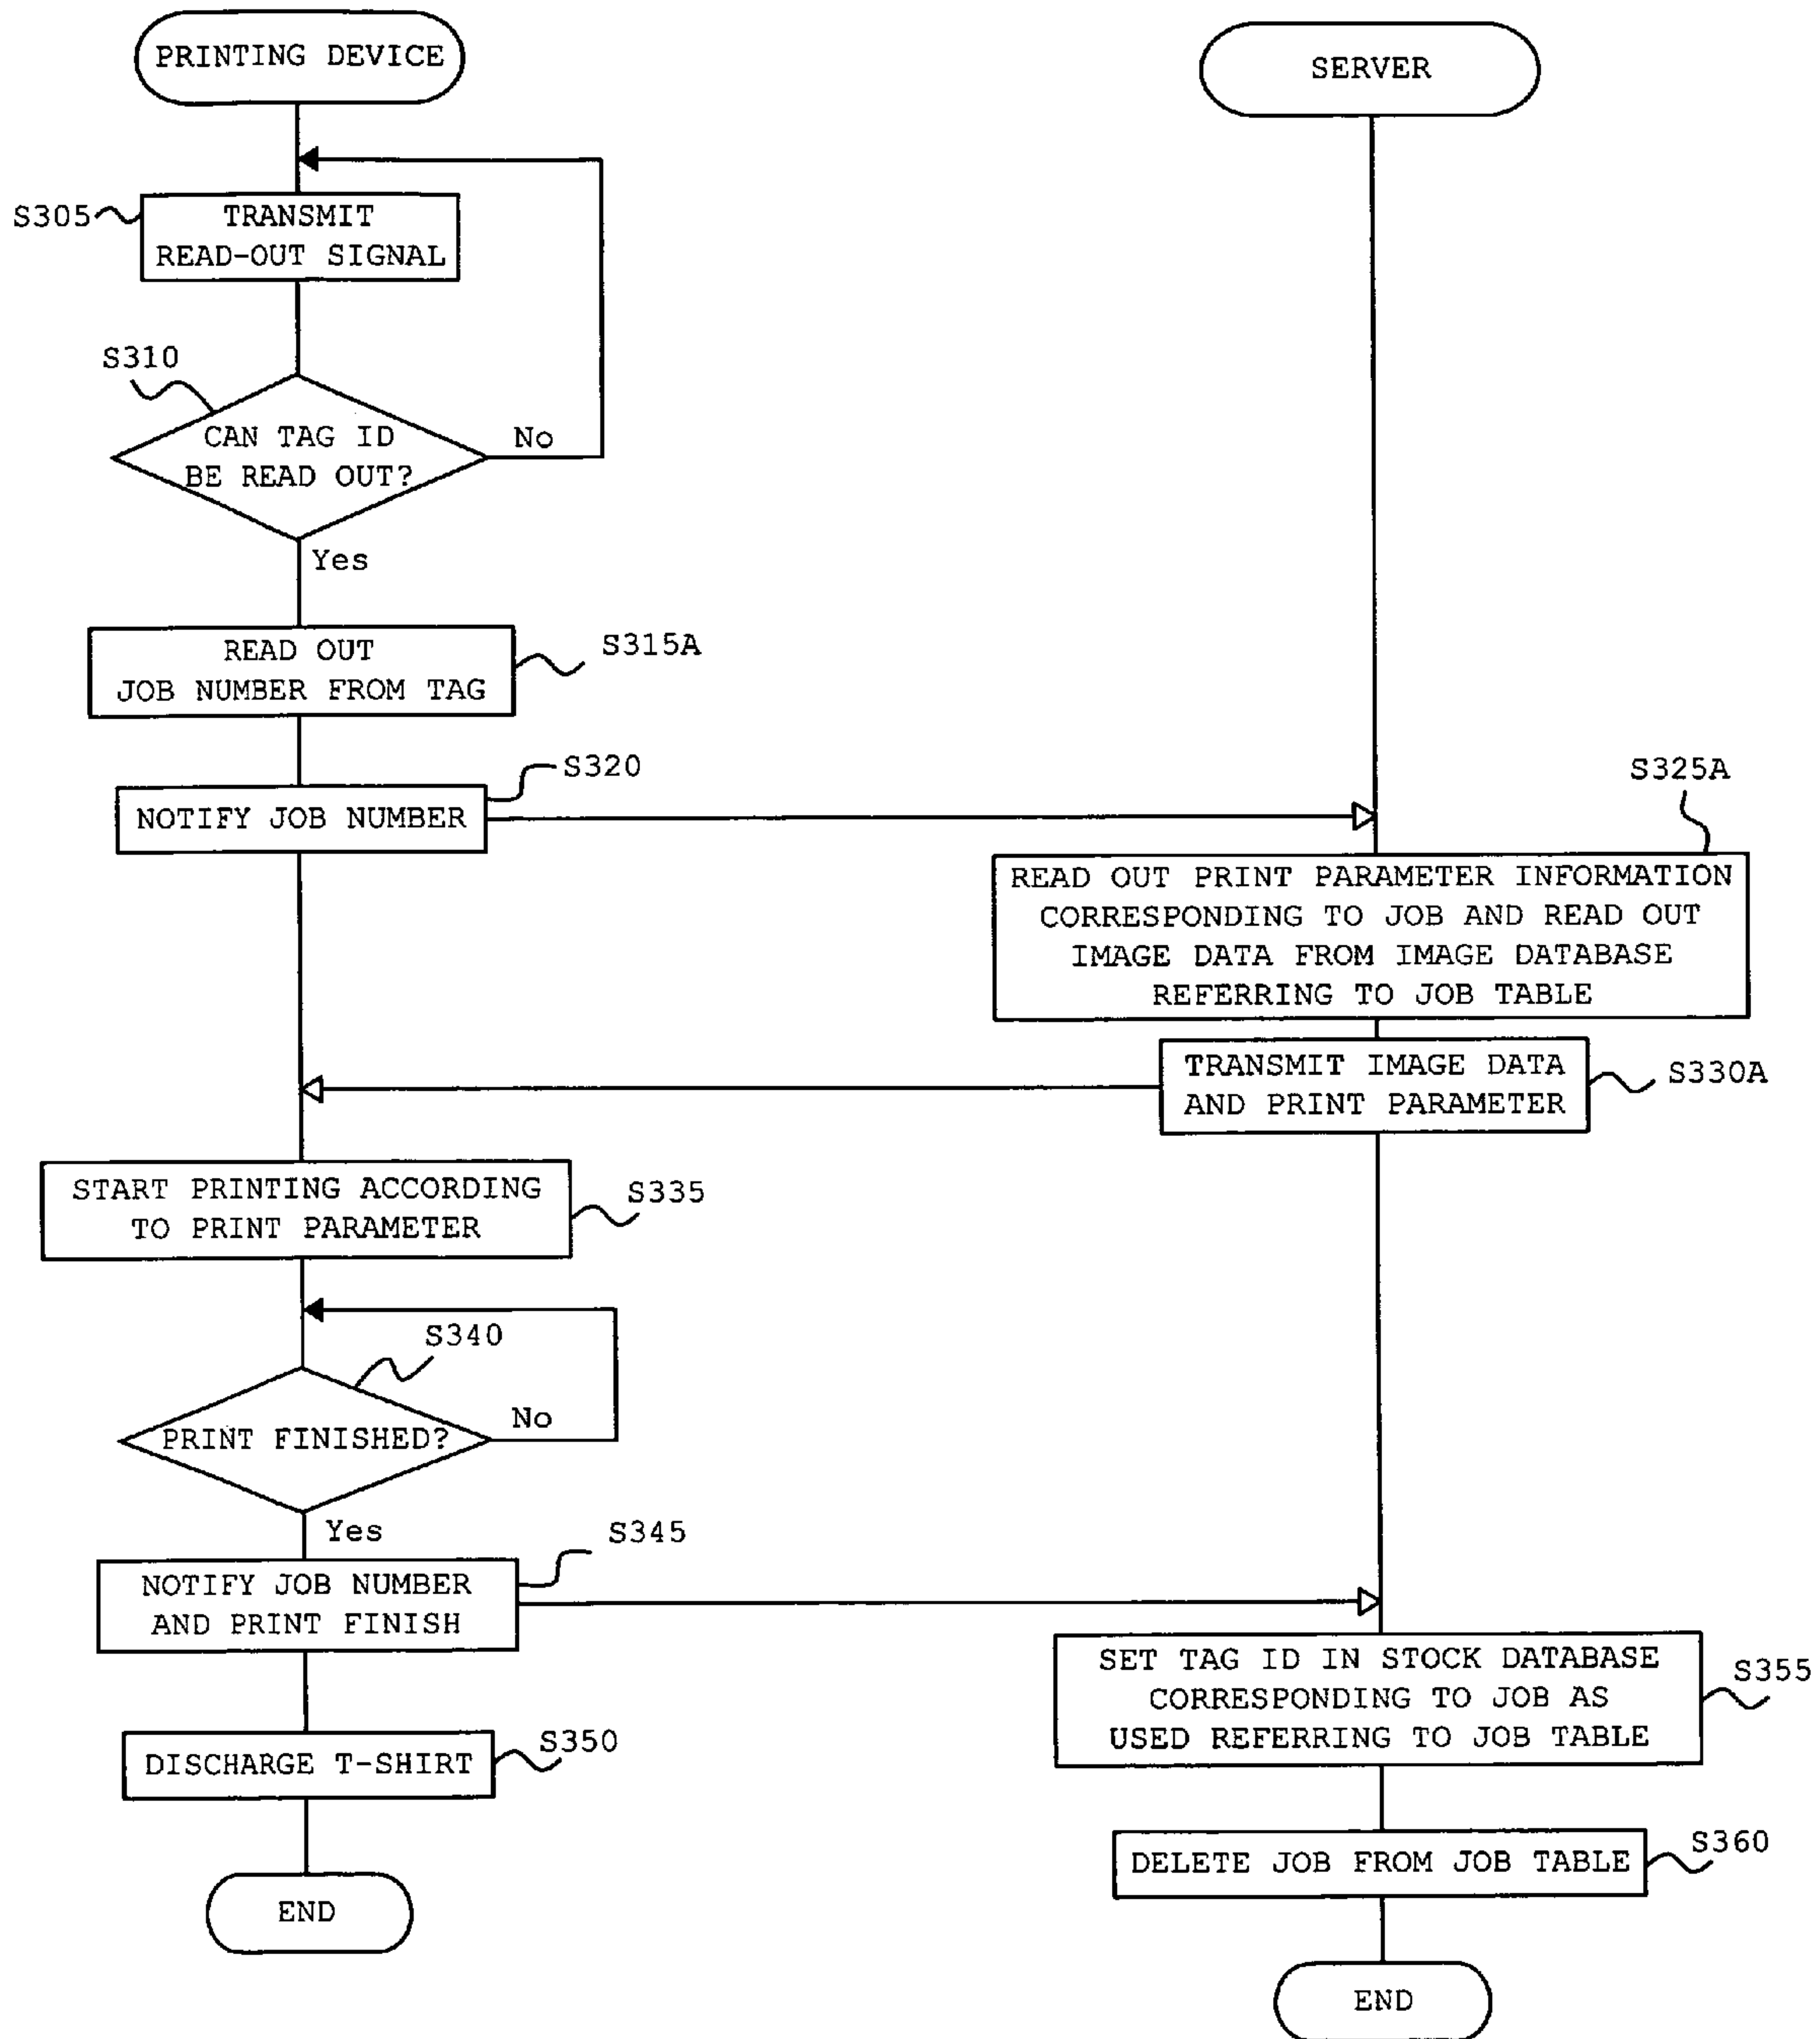 PRINTING DEVICE
SERVER
S305
TRANSMIT
READ-OUT SIGNAL
S310
CAN TAG ID
BE READ OUT?
No
Yes
READ OUT
JOB NUMBER FROM TAG
S315A
S320
NOTIFY JOB NUMBER
S325A
READ OUT PRINT PARAMETER INFORMATION
CORRESPONDING TO JOB AND READ OUT
IMAGE DATA FROM IMAGE DATABASE
REFERRING TO JOB TABLE
TRANSMIT IMAGE DATA
AND PRINT PARAMETER
S330A
START PRINTING ACCORDING
TO PRINT PARAMETER
S335
S340
PRINT FINISHED?
No
Yes
S345
NOTIFY JOB NUMBER
AND PRINT FINISH
SET TAG ID IN STOCK DATABASE
CORRESPONDING TO JOB AS
USED REFERRING TO JOB TABLE
S355
DISCHARGE T-SHIRT
S350
DELETE JOB FROM JOB TABLE
S360
END
END